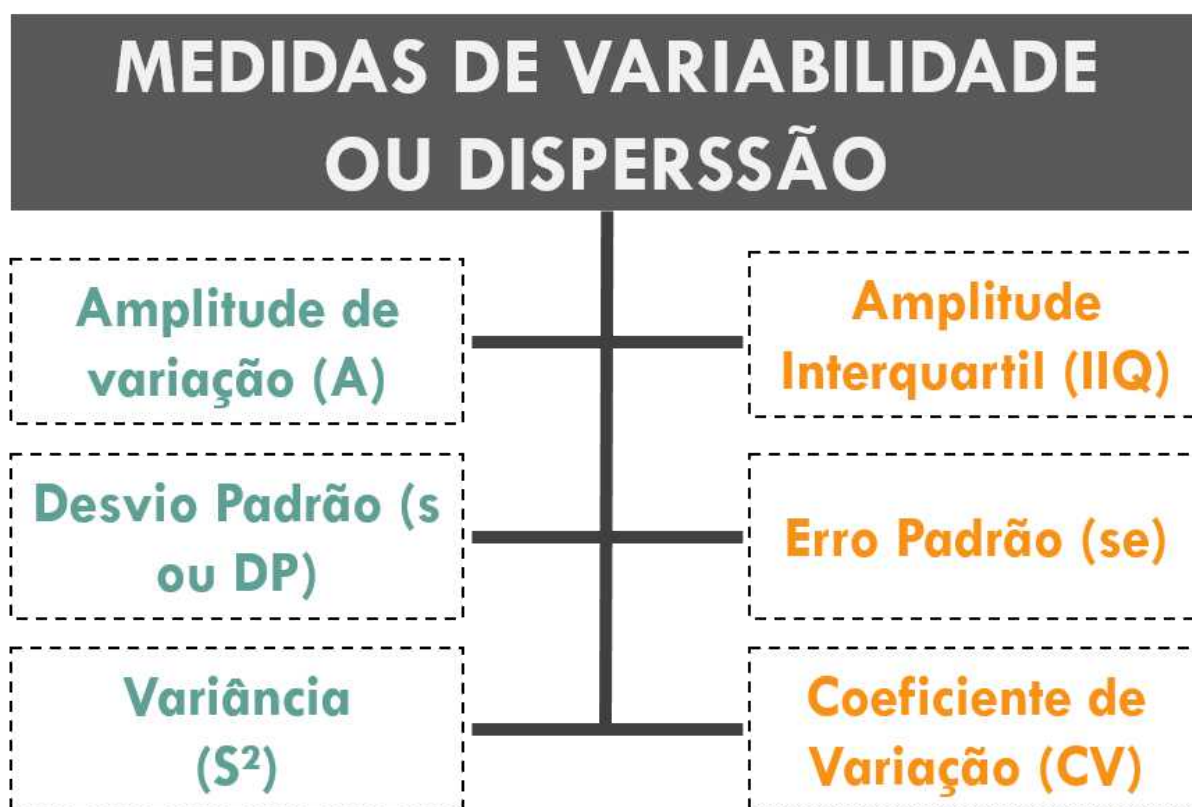 MEDIDAS DE VARIABILIDADE
OU DISPERSSÃO
Amplitude de
variação (A)
Amplitude
Interquartil (IIQ)
Desvio Padrão (s
ou DP)
Erro Padrão (se)
Variância
(S²)
Coeficiente de
Variação (CV)